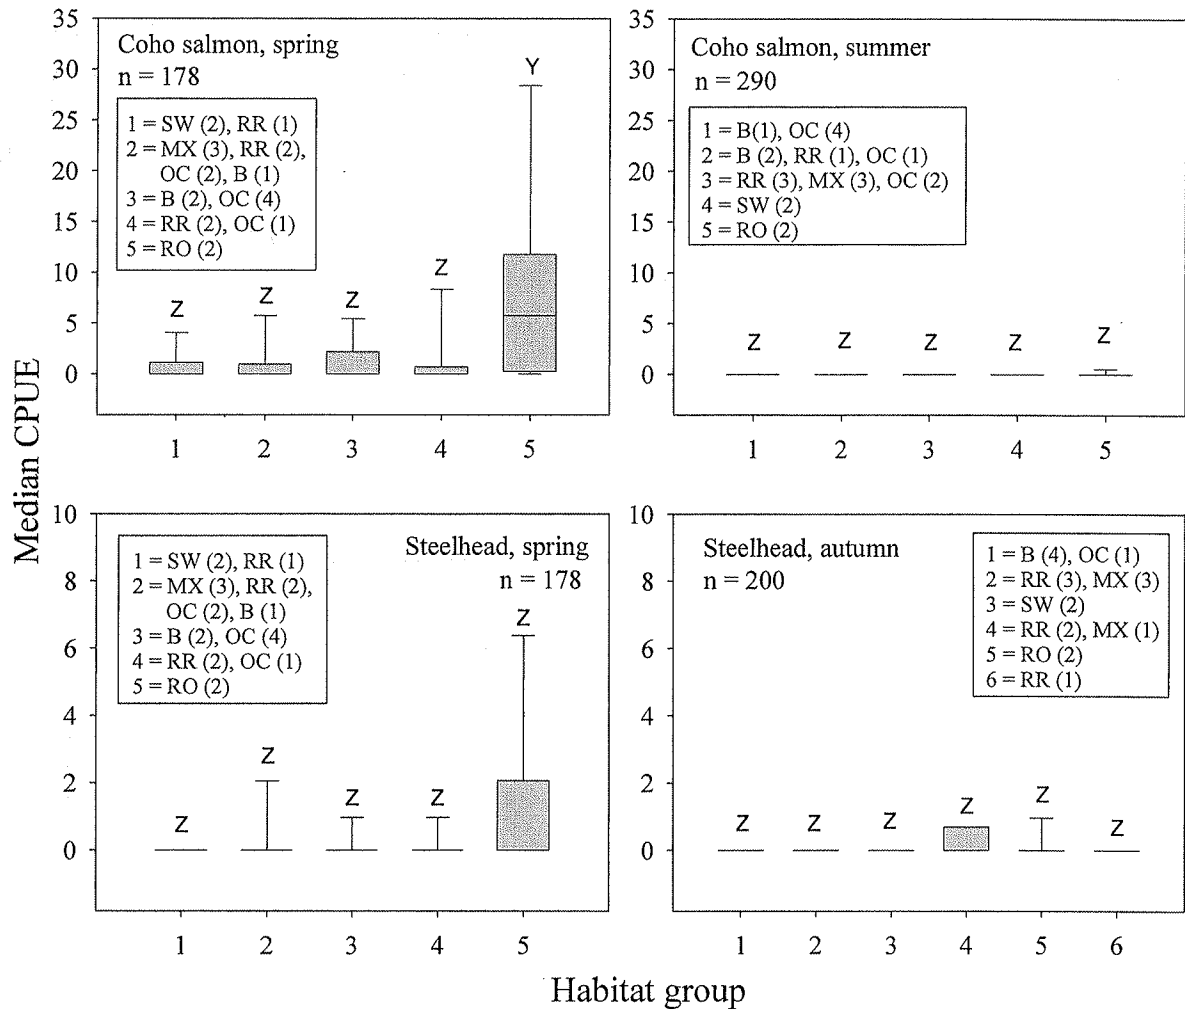 Median CPUE
35
30
25
20
15
10
5
0
Coho salmon, spring
n = 178
1 = SW (2), RR (1)
2 = MX (3), RR (2),
OC (2), B (1)
3 = B (2), OC (4)
4 = RR (2), OC (1)
5 = RO (2)
Z Z Z Z Y
1 2 3 4 5
35
30
25
20
15
10
5
0
Coho salmon, summer
n = 290
1 = B(1), OC (4)
2 = B (2), RR (1), OC (1)
3 = RR (3), MX (3), OC (2)
4 = SW (2)
5 = RO (2)
Z Z Z Z Z
1 2 3 4 5
10
8
6
4
2
0
1 = SW (2), RR (1)
2 = MX (3), RR (2),
OC (2), B (1)
3 = B (2), OC (4)
4 = RR (2), OC (1)
5 = RO (2)
Steelhead, spring
n = 178
Z Z Z Z Z
1 2 3 4 5
10
8
6
4
2
0
Steelhead, autumn
n = 200
1 = B (4), OC (1)
2 = RR (3), MX (3)
3 = SW (2)
4 = RR (2), MX (1)
5 = RO (2)
6 = RR (1)
Z Z Z Z Z Z
1 2 3 4 5 6
Habitat group